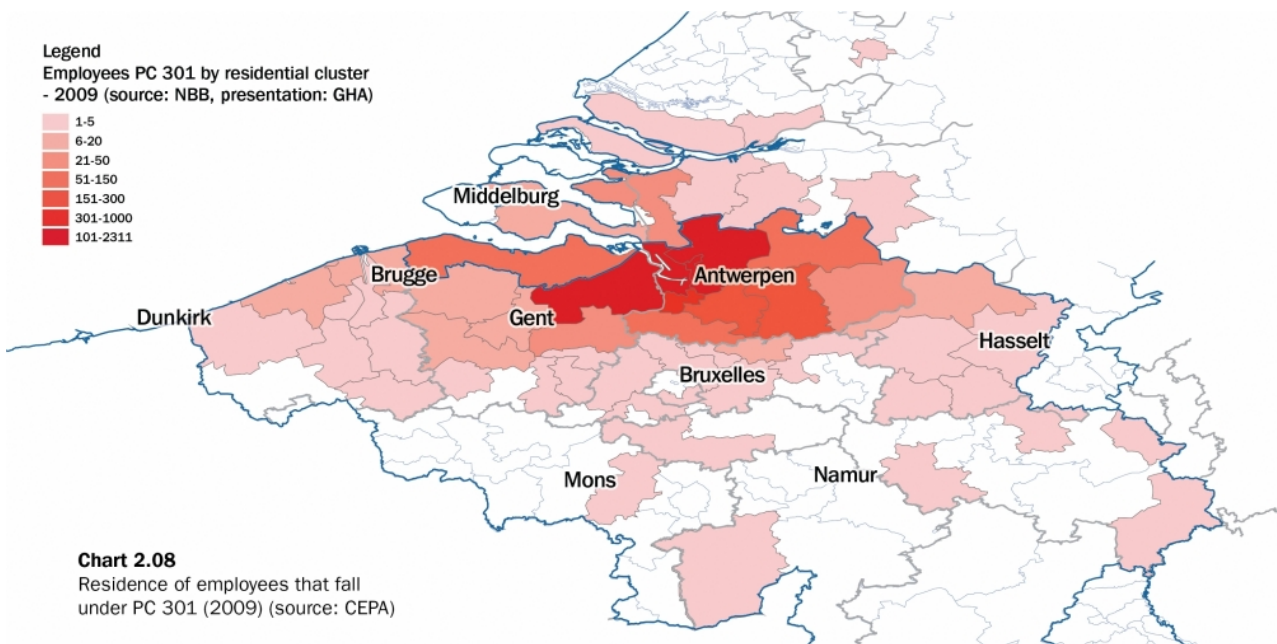 Legend
Employees PC 301 by residential cluster
- 2009 (source: NBB, presentation: GHA)
1-5
6-20
21-50
51-150
151-300
301-1000
101-2311
Middelburg
Brugge
Antwerpen
Dunkirk
Gent
Hasselt
Bruxelles
Mons
Namur
Chart 2.08
Residence of employees that fall
under PC 301 (2009) (source: CEPA)